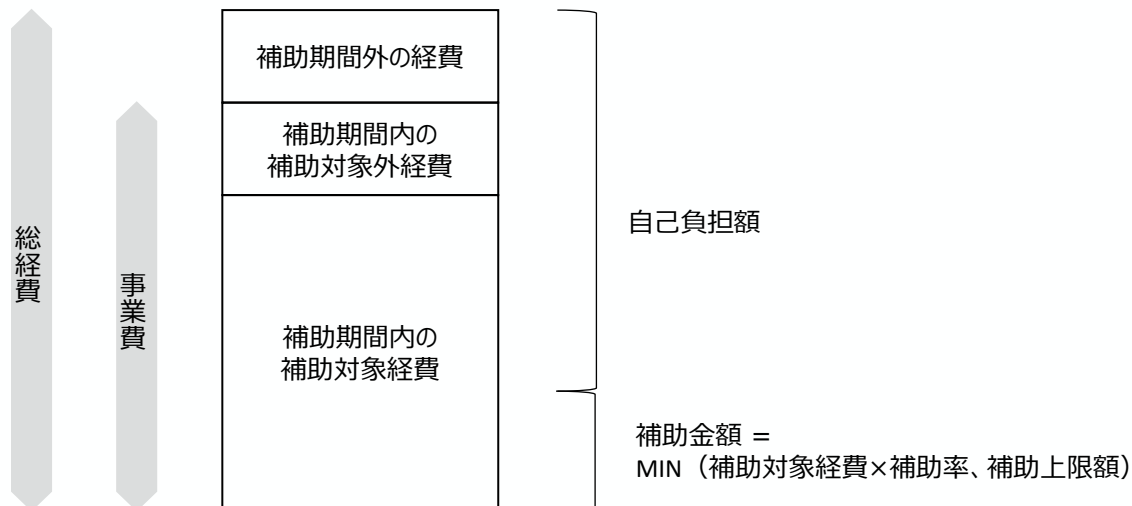 補助期間外の経費
補助期間内の
補助対象外経費
自己負担額
総経費
事業費
補助期間内の
補助対象経費
補助金額 =
MIN（補助対象経費×補助率、補助上限額）